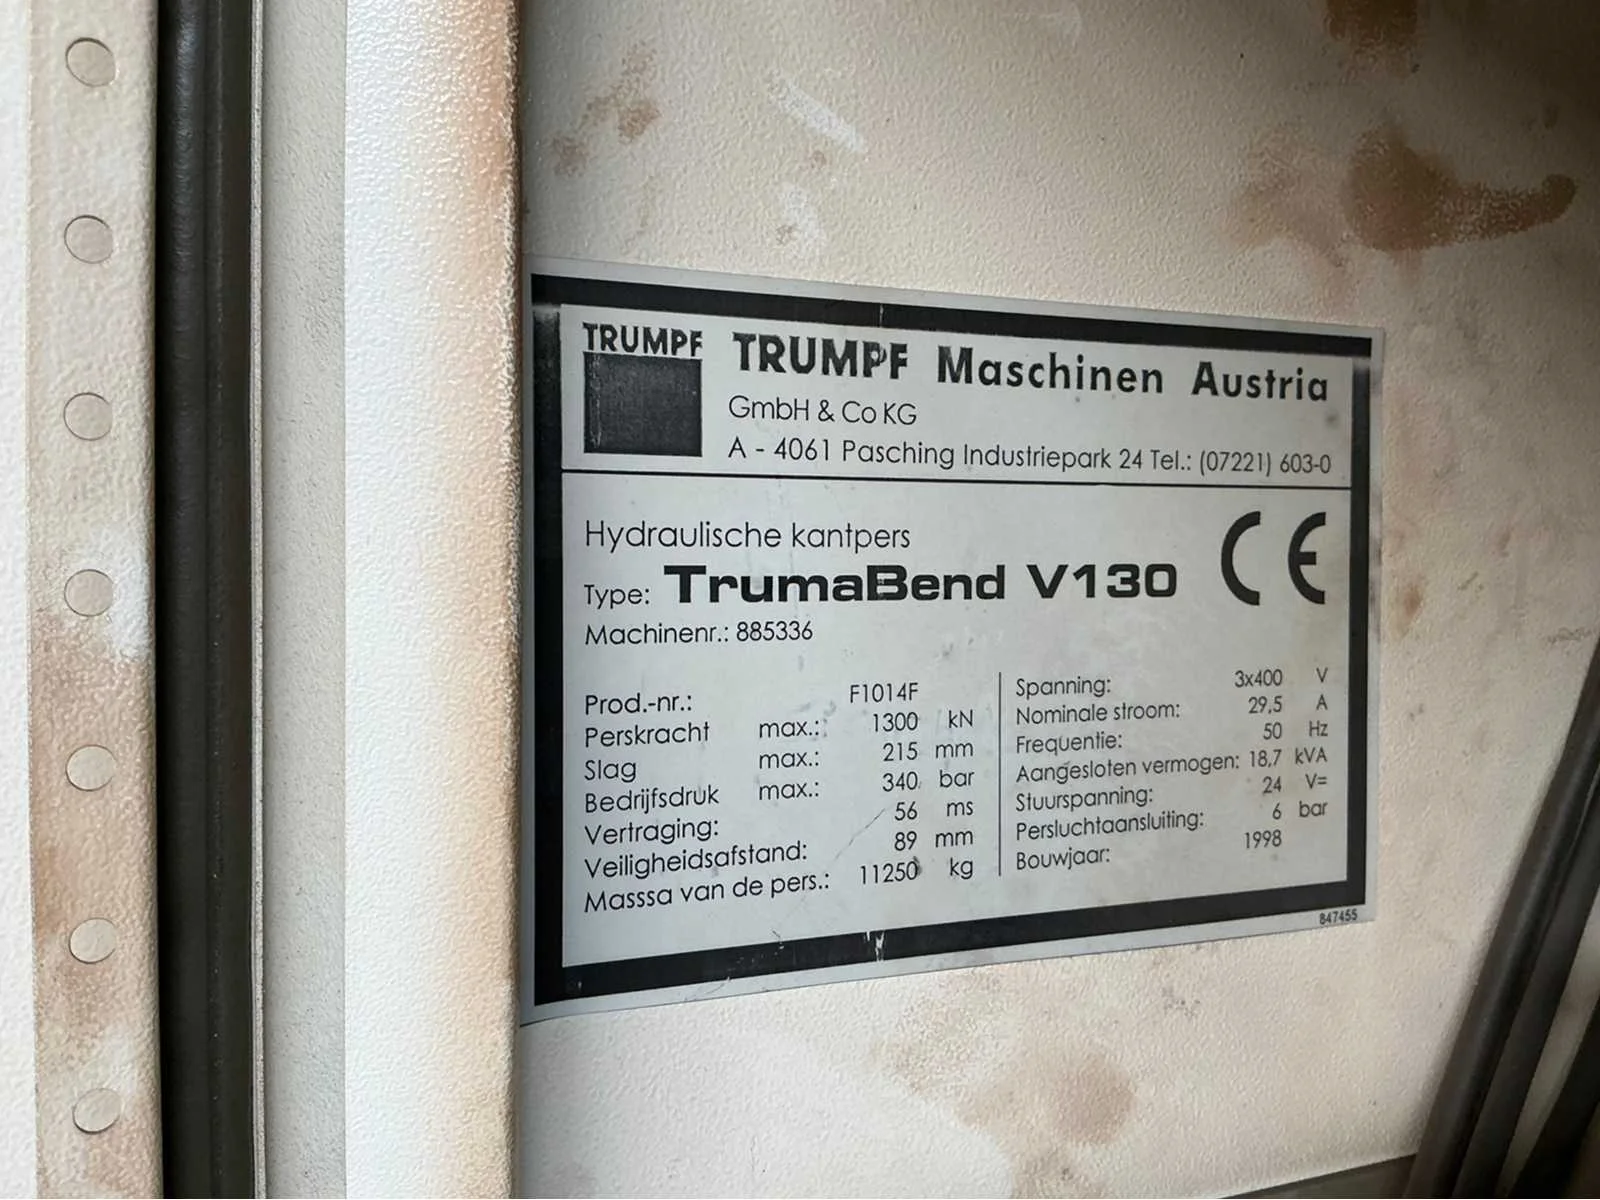 TRUMPF
TRUMPF Maschinen Austria
GmbH & Co KG
A - 4061 Pasching Industriepark 24 Tel.: (07221) 603-0
Hydraulische kantpers
Type: TrumaBend V130
CE
Machinenr.: 885336
Prod.-nr.: F1014F
Perskracht max.: 1300 kN
Slag max.: 215 mm
Bedrijfsdruk max.: 340 bar
Vertraging: 56 ms
Veiligheidsafstand: 89 mm
Masssa van de pers.: 11250 kg
Spanning: 3x400 V
Nominale stroom: 29,5 A
Frequentie: 50 Hz
Aangesloten vermogen: 18,7 kVA
Stuurspanning: 24 V=
Persluchtaansluiting: 6 bar
Bouwjaar: 1998
847455